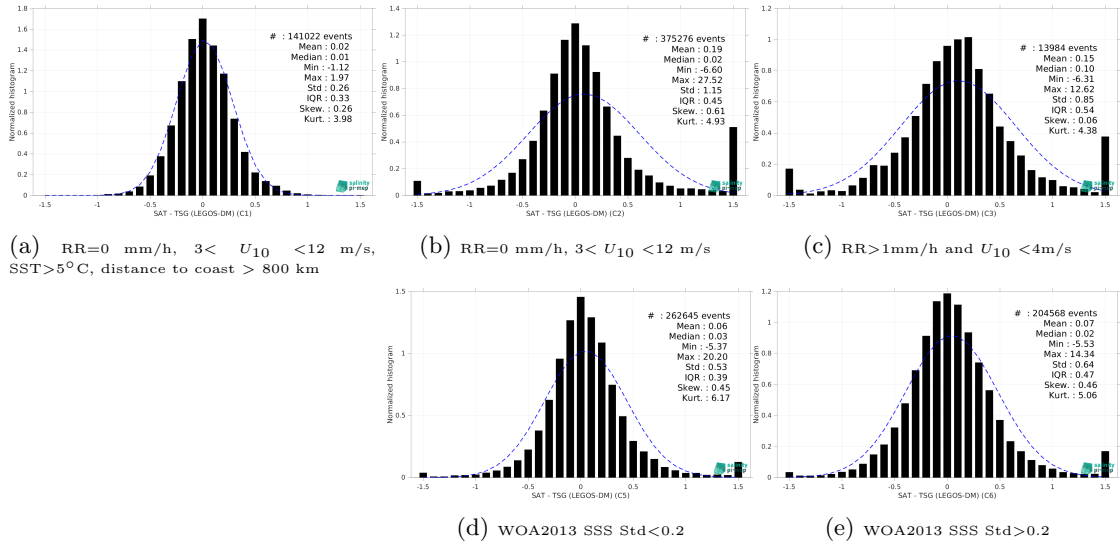 1.8
1.6
1.4
1.2
1
0.8
0.6
0.4
0.2
0
-1.5 -1 -0.5 0 0.5 1 1.5
Normalized histogram
SAT - TSG (LEGOS-DM) (C1)
# : 141022 events
Mean : 0.02
Median : 0.01
Min : -1.12
Max : 1.97
Std : 0.26
IQR : 0.33
Skew. : 0.26
Kurt. : 3.98
salinity
pi-mep
(a) RR=0 mm/h, 3< U10 <12 m/s,
SST>5°C, distance to coast > 800 km
1.4
1.2
1
0.8
0.6
0.4
0.2
0
-1.5 -1 -0.5 0 0.5 1 1.5
Normalized histogram
SAT - TSG (LEGOS-DM) (C2)
# : 375276 events
Mean : 0.19
Median : 0.02
Min : -6.60
Max : 27.52
Std : 1.15
IQR : 0.45
Skew. : 0.61
Kurt. : 4.93
salinity
pi-mep
(b) RR=0 mm/h, 3< U10 <12 m/s
1.2
1
0.8
0.6
0.4
0.2
0
-1.5 -1 -0.5 0 0.5 1 1.5
Normalized histogram
SAT - TSG (LEGOS-DM) (C3)
# : 13984 events
Mean : 0.15
Median : 0.10
Min : -6.31
Max : 12.62
Std : 0.85
IQR : 0.54
Skew. : 0.06
Kurt. : 4.38
salinity
pi-mep
(c) RR>1mm/h and U10 <4m/s
1.5
1
0.5
0
-1.5 -1 -0.5 0 0.5 1 1.5
Normalized histogram
SAT - TSG (LEGOS-DM) (C5)
# : 262645 events
Mean : 0.06
Median : 0.03
Min : -5.37
Max : 20.20
Std : 0.53
IQR : 0.39
Skew. : 0.45
Kurt. : 6.17
salinity
pi-mep
(d) WOA2013 SSS Std<0.2
1.2
1
0.8
0.6
0.4
0.2
0
-1.5 -1 -0.5 0 0.5 1 1.5
Normalized histogram
SAT - TSG (LEGOS-DM) (C6)
# : 204568 events
Mean : 0.07
Median : 0.02
Min : -5.53
Max : 14.34
Std : 0.64
IQR : 0.47
Skew. : 0.46
Kurt. : 5.06
salinity
pi-mep
(e) WOA2013 SSS Std>0.2